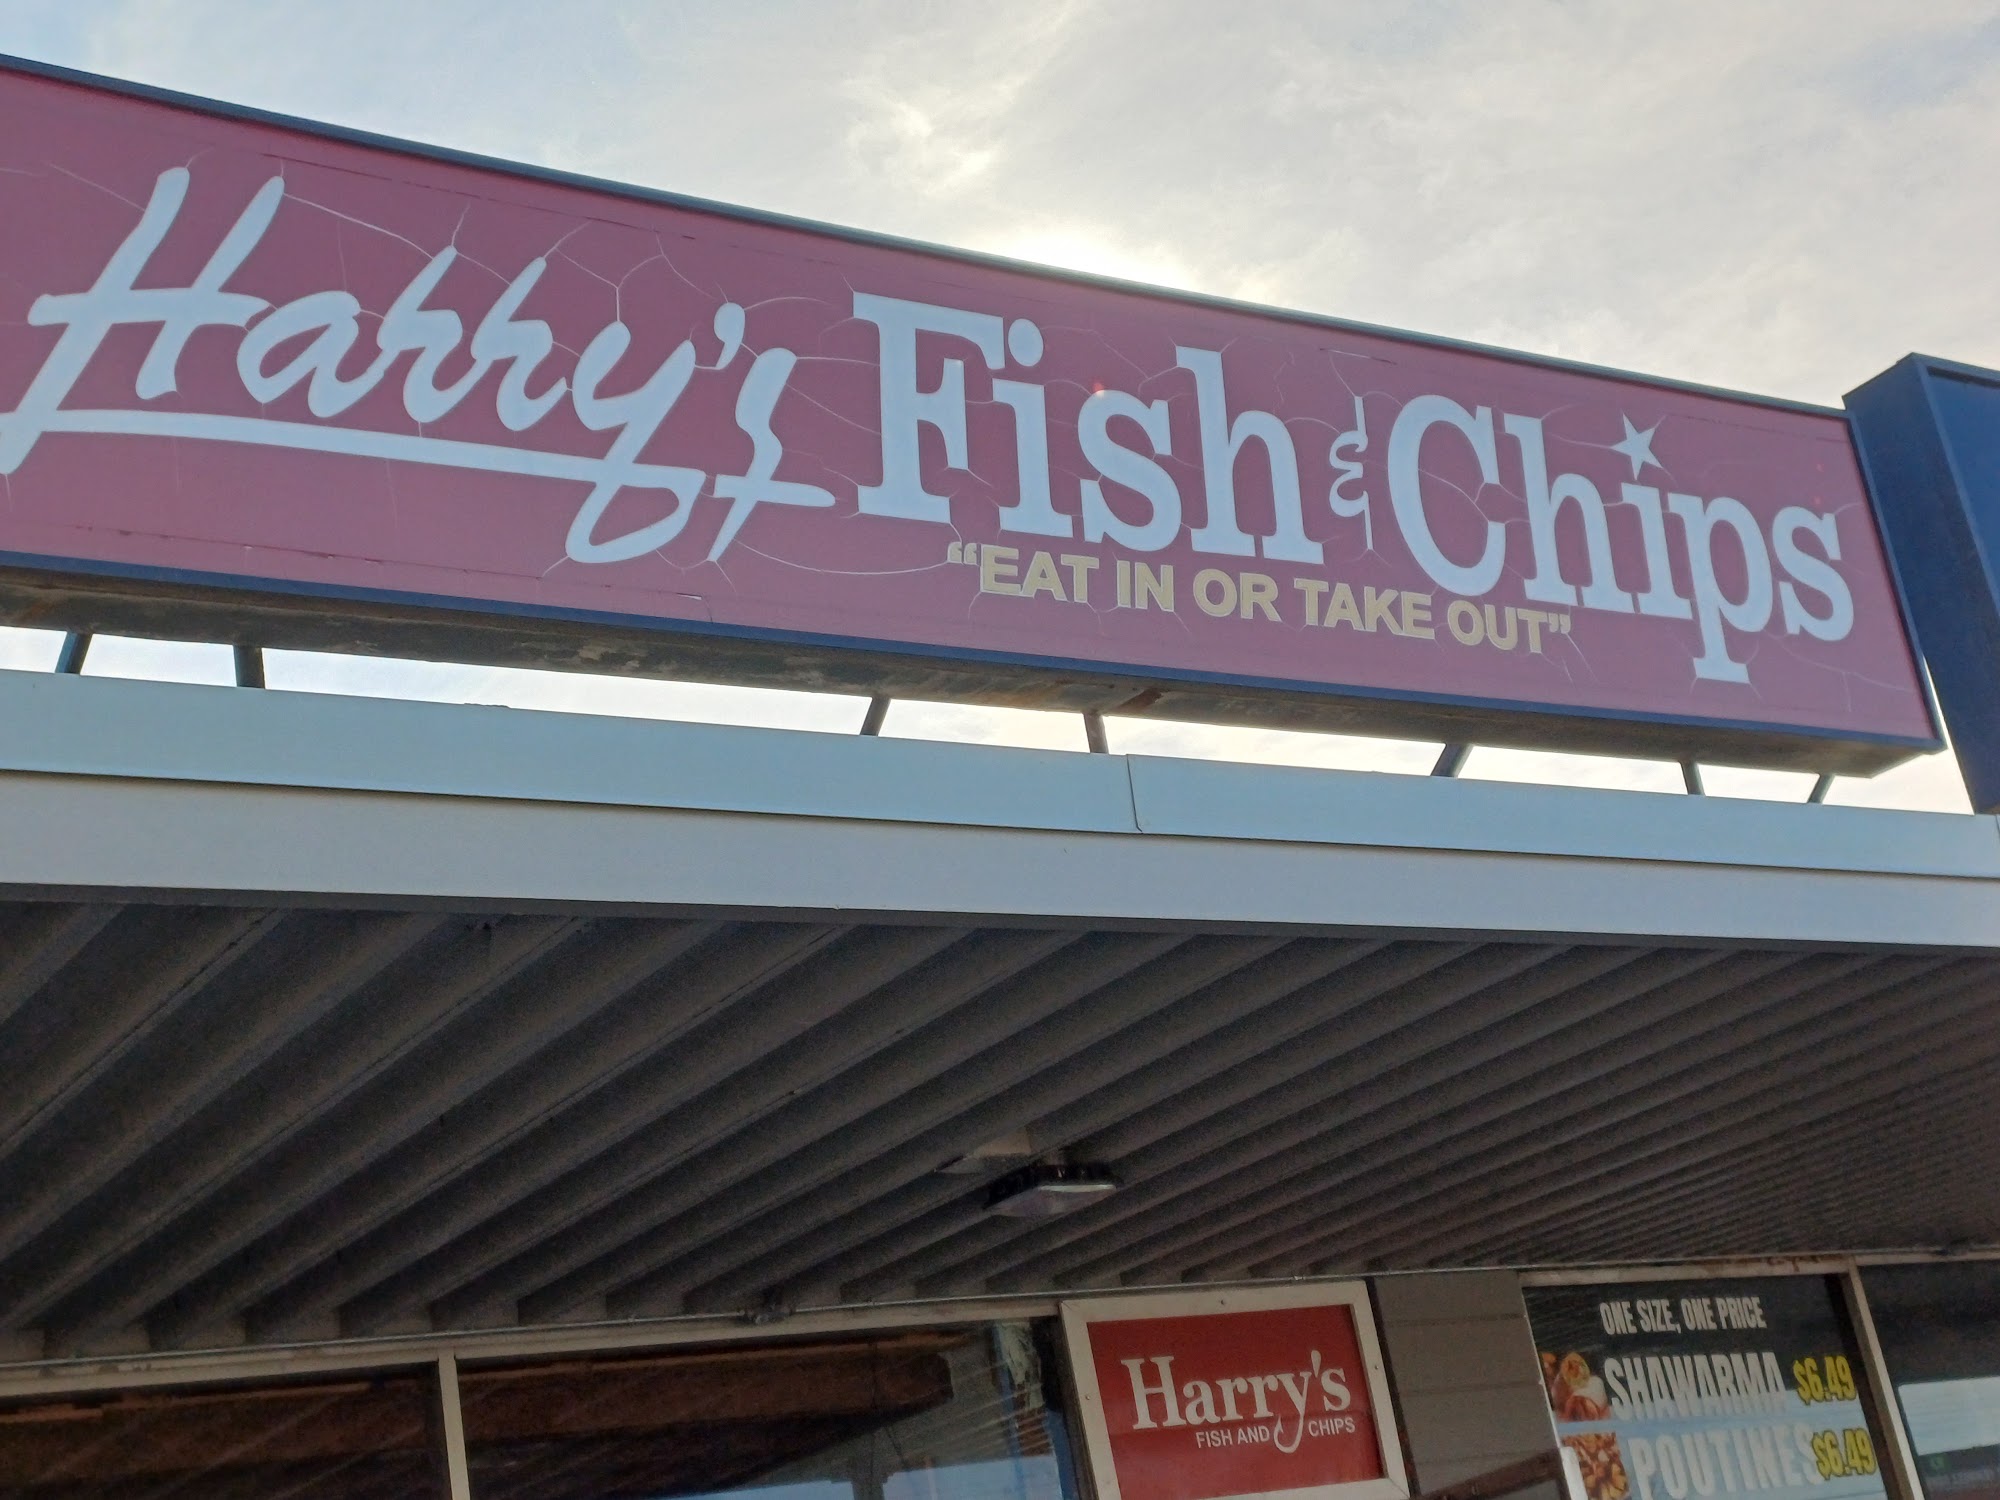 Harry's Fish & Chips
"EAT IN OR TAKE OUT"
Harry's
FISH AND CHIPS
ONE SIZE, ONE PRICE
SHAWARMA $6.49
POUTINES $6.49